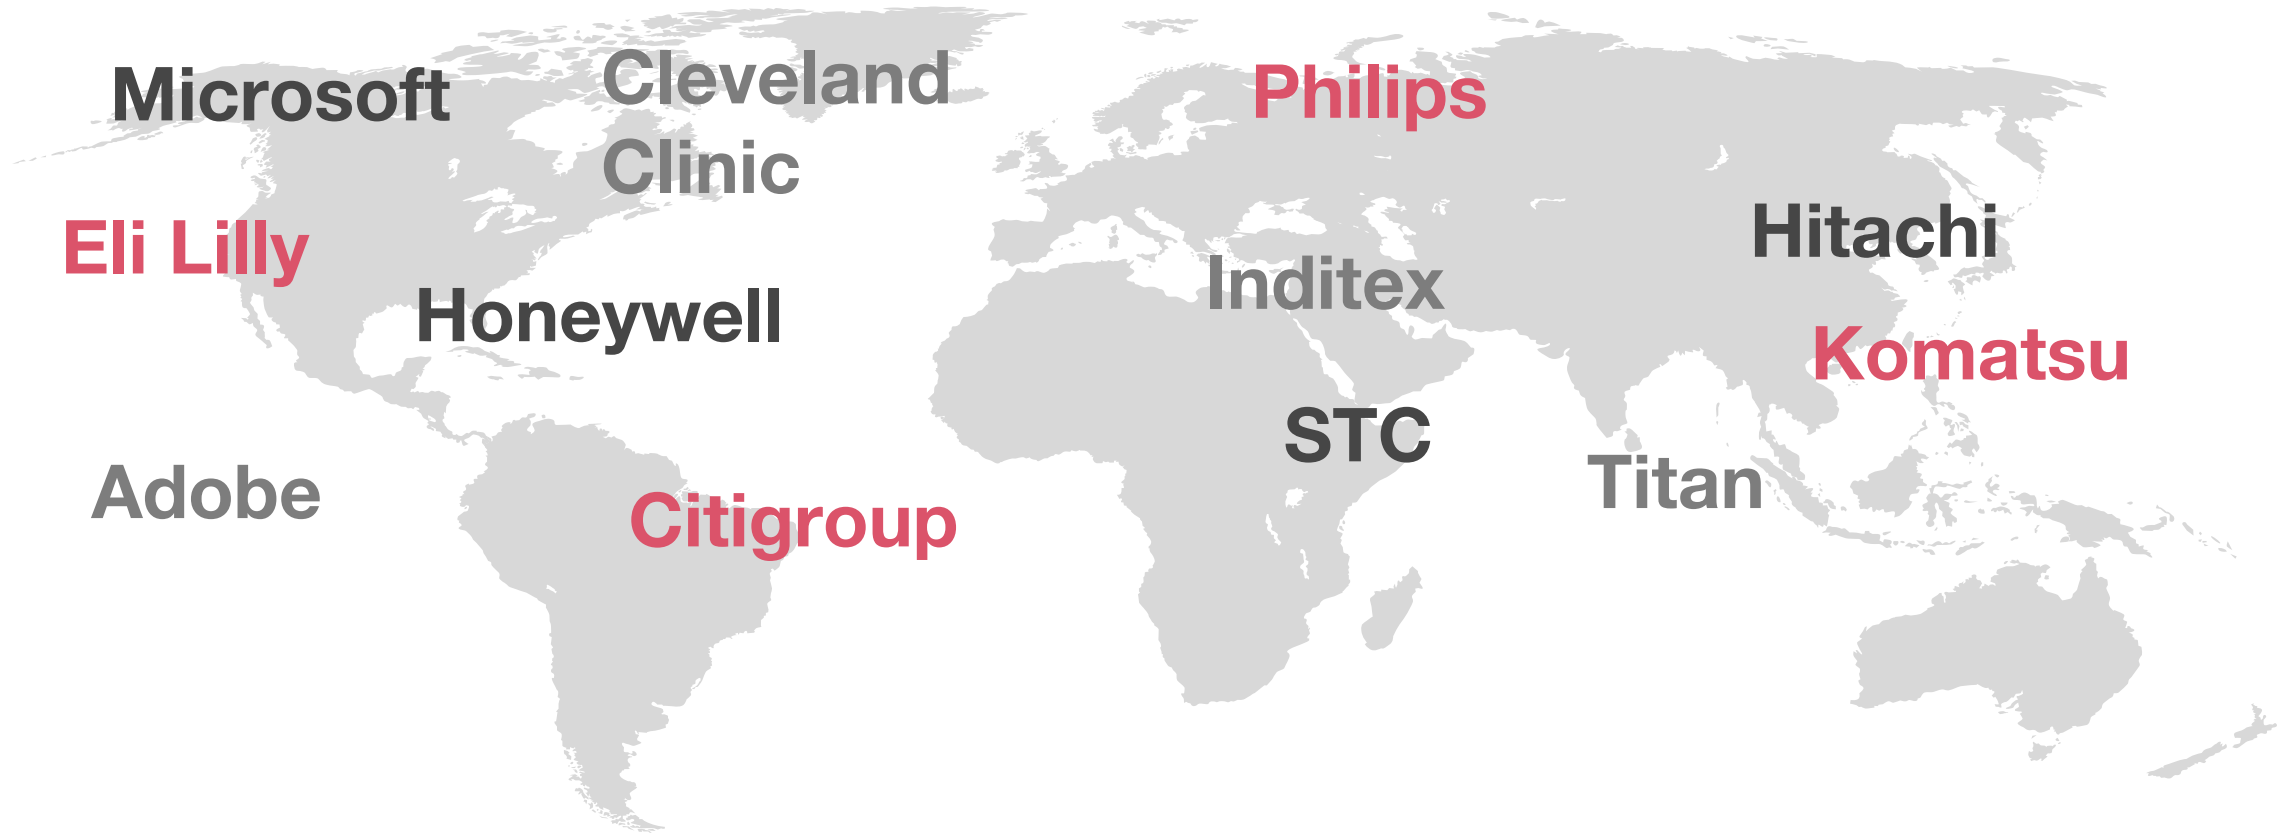 Microsoft
Cleveland
Clinic
Philips
Eli Lilly
Hitachi
Inditex
Honeywell
Komatsu
STC
Adobe
Titan
Citigroup